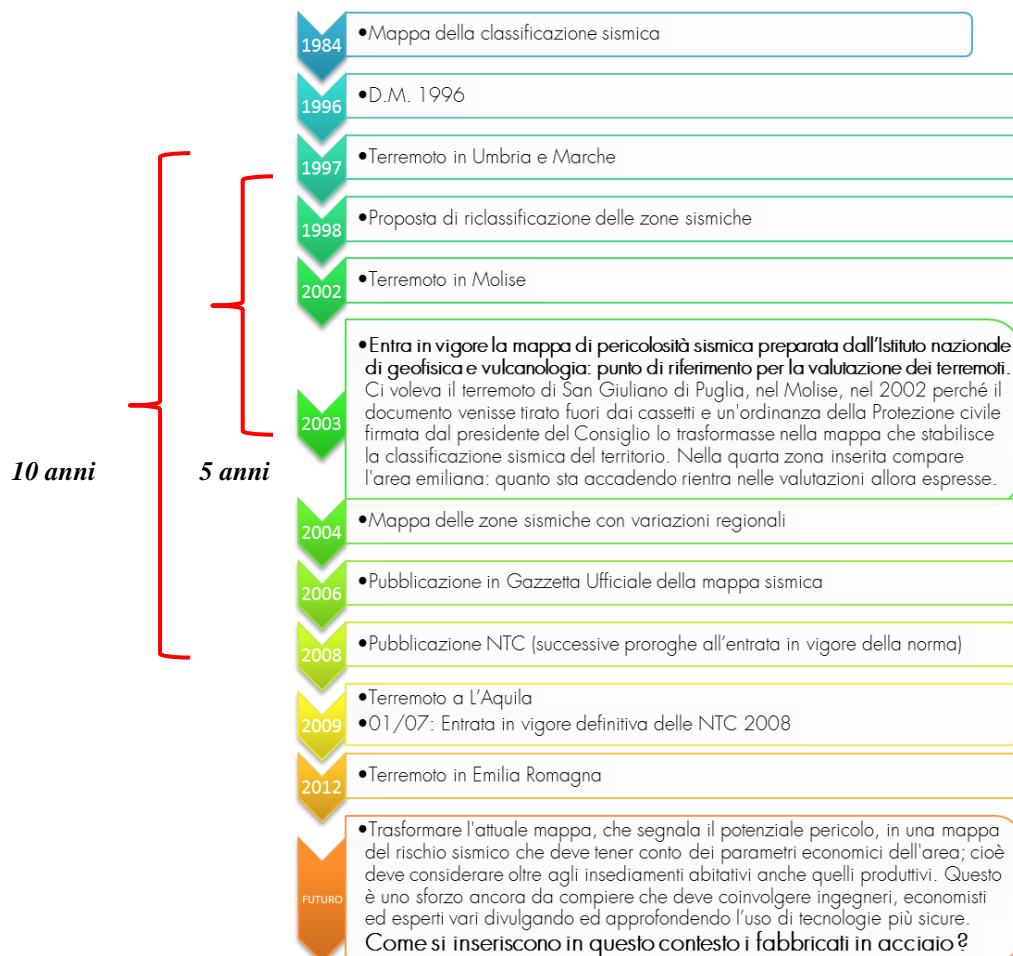 1984
•Mappa della classificazione sismica
1996
•D.M. 1996
1997
•Terremoto in Umbria e Marche
1998
•Proposta di riclassificazione delle zone sismiche
2002
•Terremoto in Molise
2003
•Entra in vigore la mappa di pericolosità sismica preparata dall'Istituto nazionale
di geofisica e vulcanologia: punto di riferimento per la valutazione dei terremoti.
Ci voleva il terremoto di San Giuliano di Puglia, nel Molise, nel 2002 perché il
documento venisse tirato fuori dai cassetti e un'ordinanza della Protezione civile
firmata dal presidente del Consiglio lo trasformasse nella mappa che stabilisce
la classificazione sismica del territorio. Nella quarta zona inserita compare
l'area emiliana: quanto sta accadendo rientra nelle valutazioni allora espresse.
10 anni
5 anni
2004
•Mappa delle zone sismiche con variazioni regionali
2006
•Pubblicazione in Gazzetta Ufficiale della mappa sismica
2008
•Pubblicazione NTC (successive proroghe all'entrata in vigore della norma)
2009
•Terremoto a L'Aquila
•01/07: Entrata in vigore definitiva delle NTC 2008
2012
•Terremoto in Emilia Romagna
FUTURO
•Trasformare l'attuale mappa, che segnala il potenziale pericolo, in una mappa
del rischio sismico che deve tener conto dei parametri economici dell'area; cioè
deve considerare oltre agli insediamenti abitativi anche quelli produttivi. Questo
è uno sforzo ancora da compiere che deve coinvolgere ingegneri, economisti
ed esperti vari divulgando ed approfondendo l'uso di tecnologie più sicure.
Come si inseriscono in questo contesto i fabbricati in acciaio?